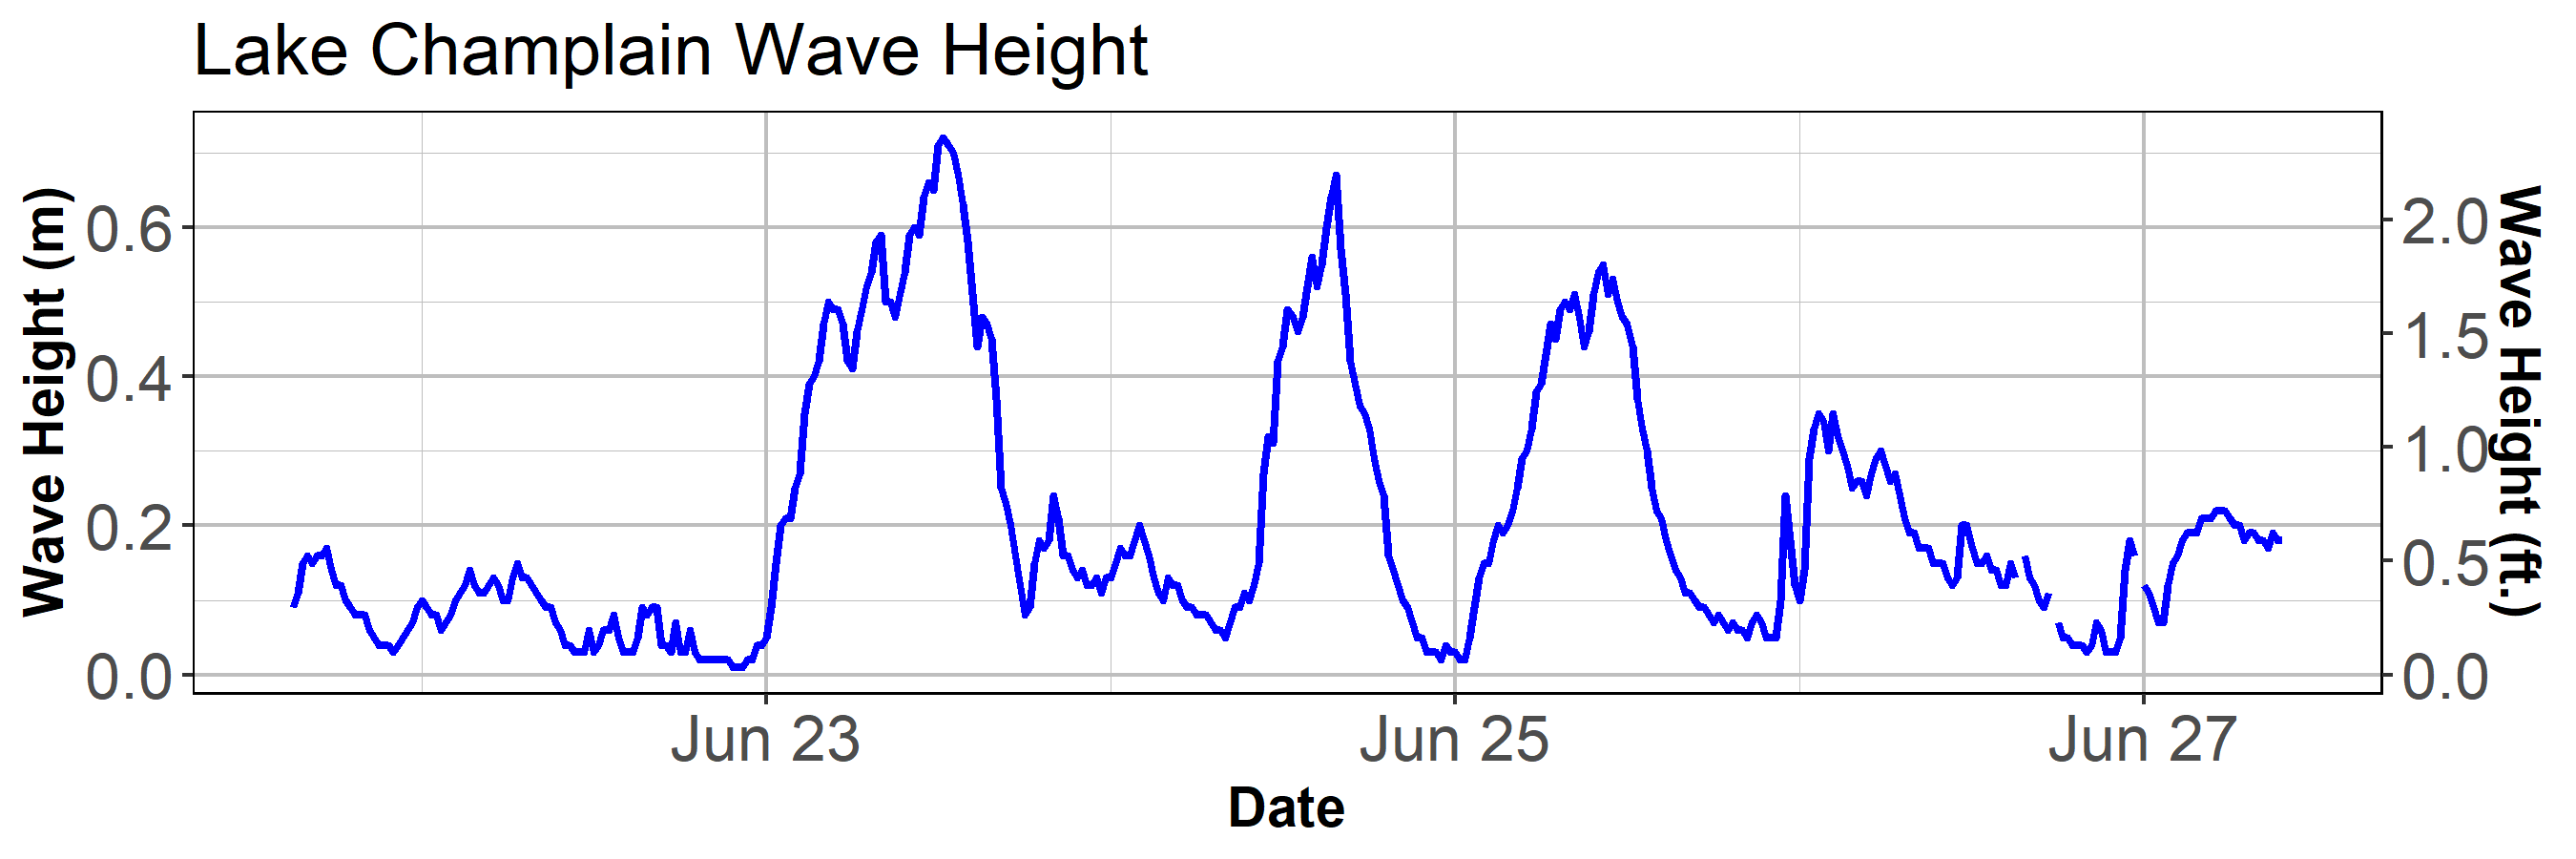 Lake Champlain Wave Height
Wave Height (m)
0.6
0.4
0.2
0.0
2.0
1.5
1.0
0.5
0.0
Wave Height (ft.)
Jun 23
Jun 25
Jun 27
Date